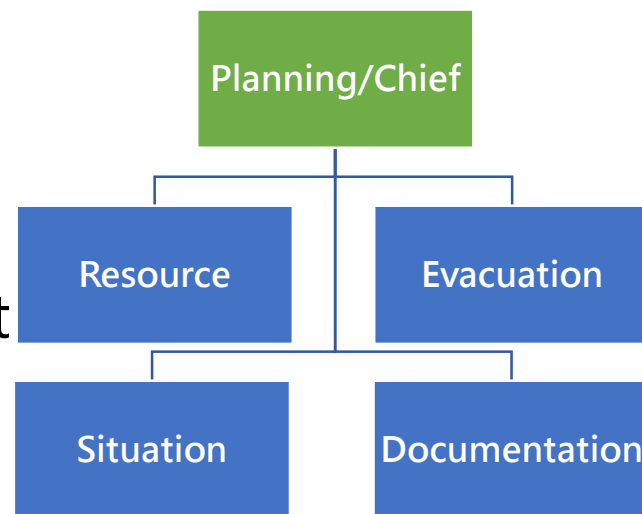 Planning/Chief
Resource
Evacuation
t
Situation
Documentation